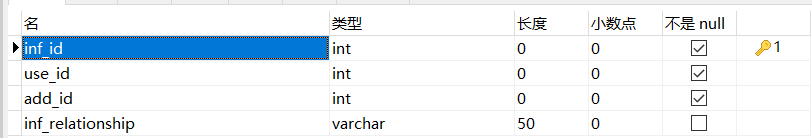 名 类型 长度 小数点 不是 null
inf_id int 0 0 1
use_id int 0 0
add_id int 0 0
inf_relationship varchar 50 0